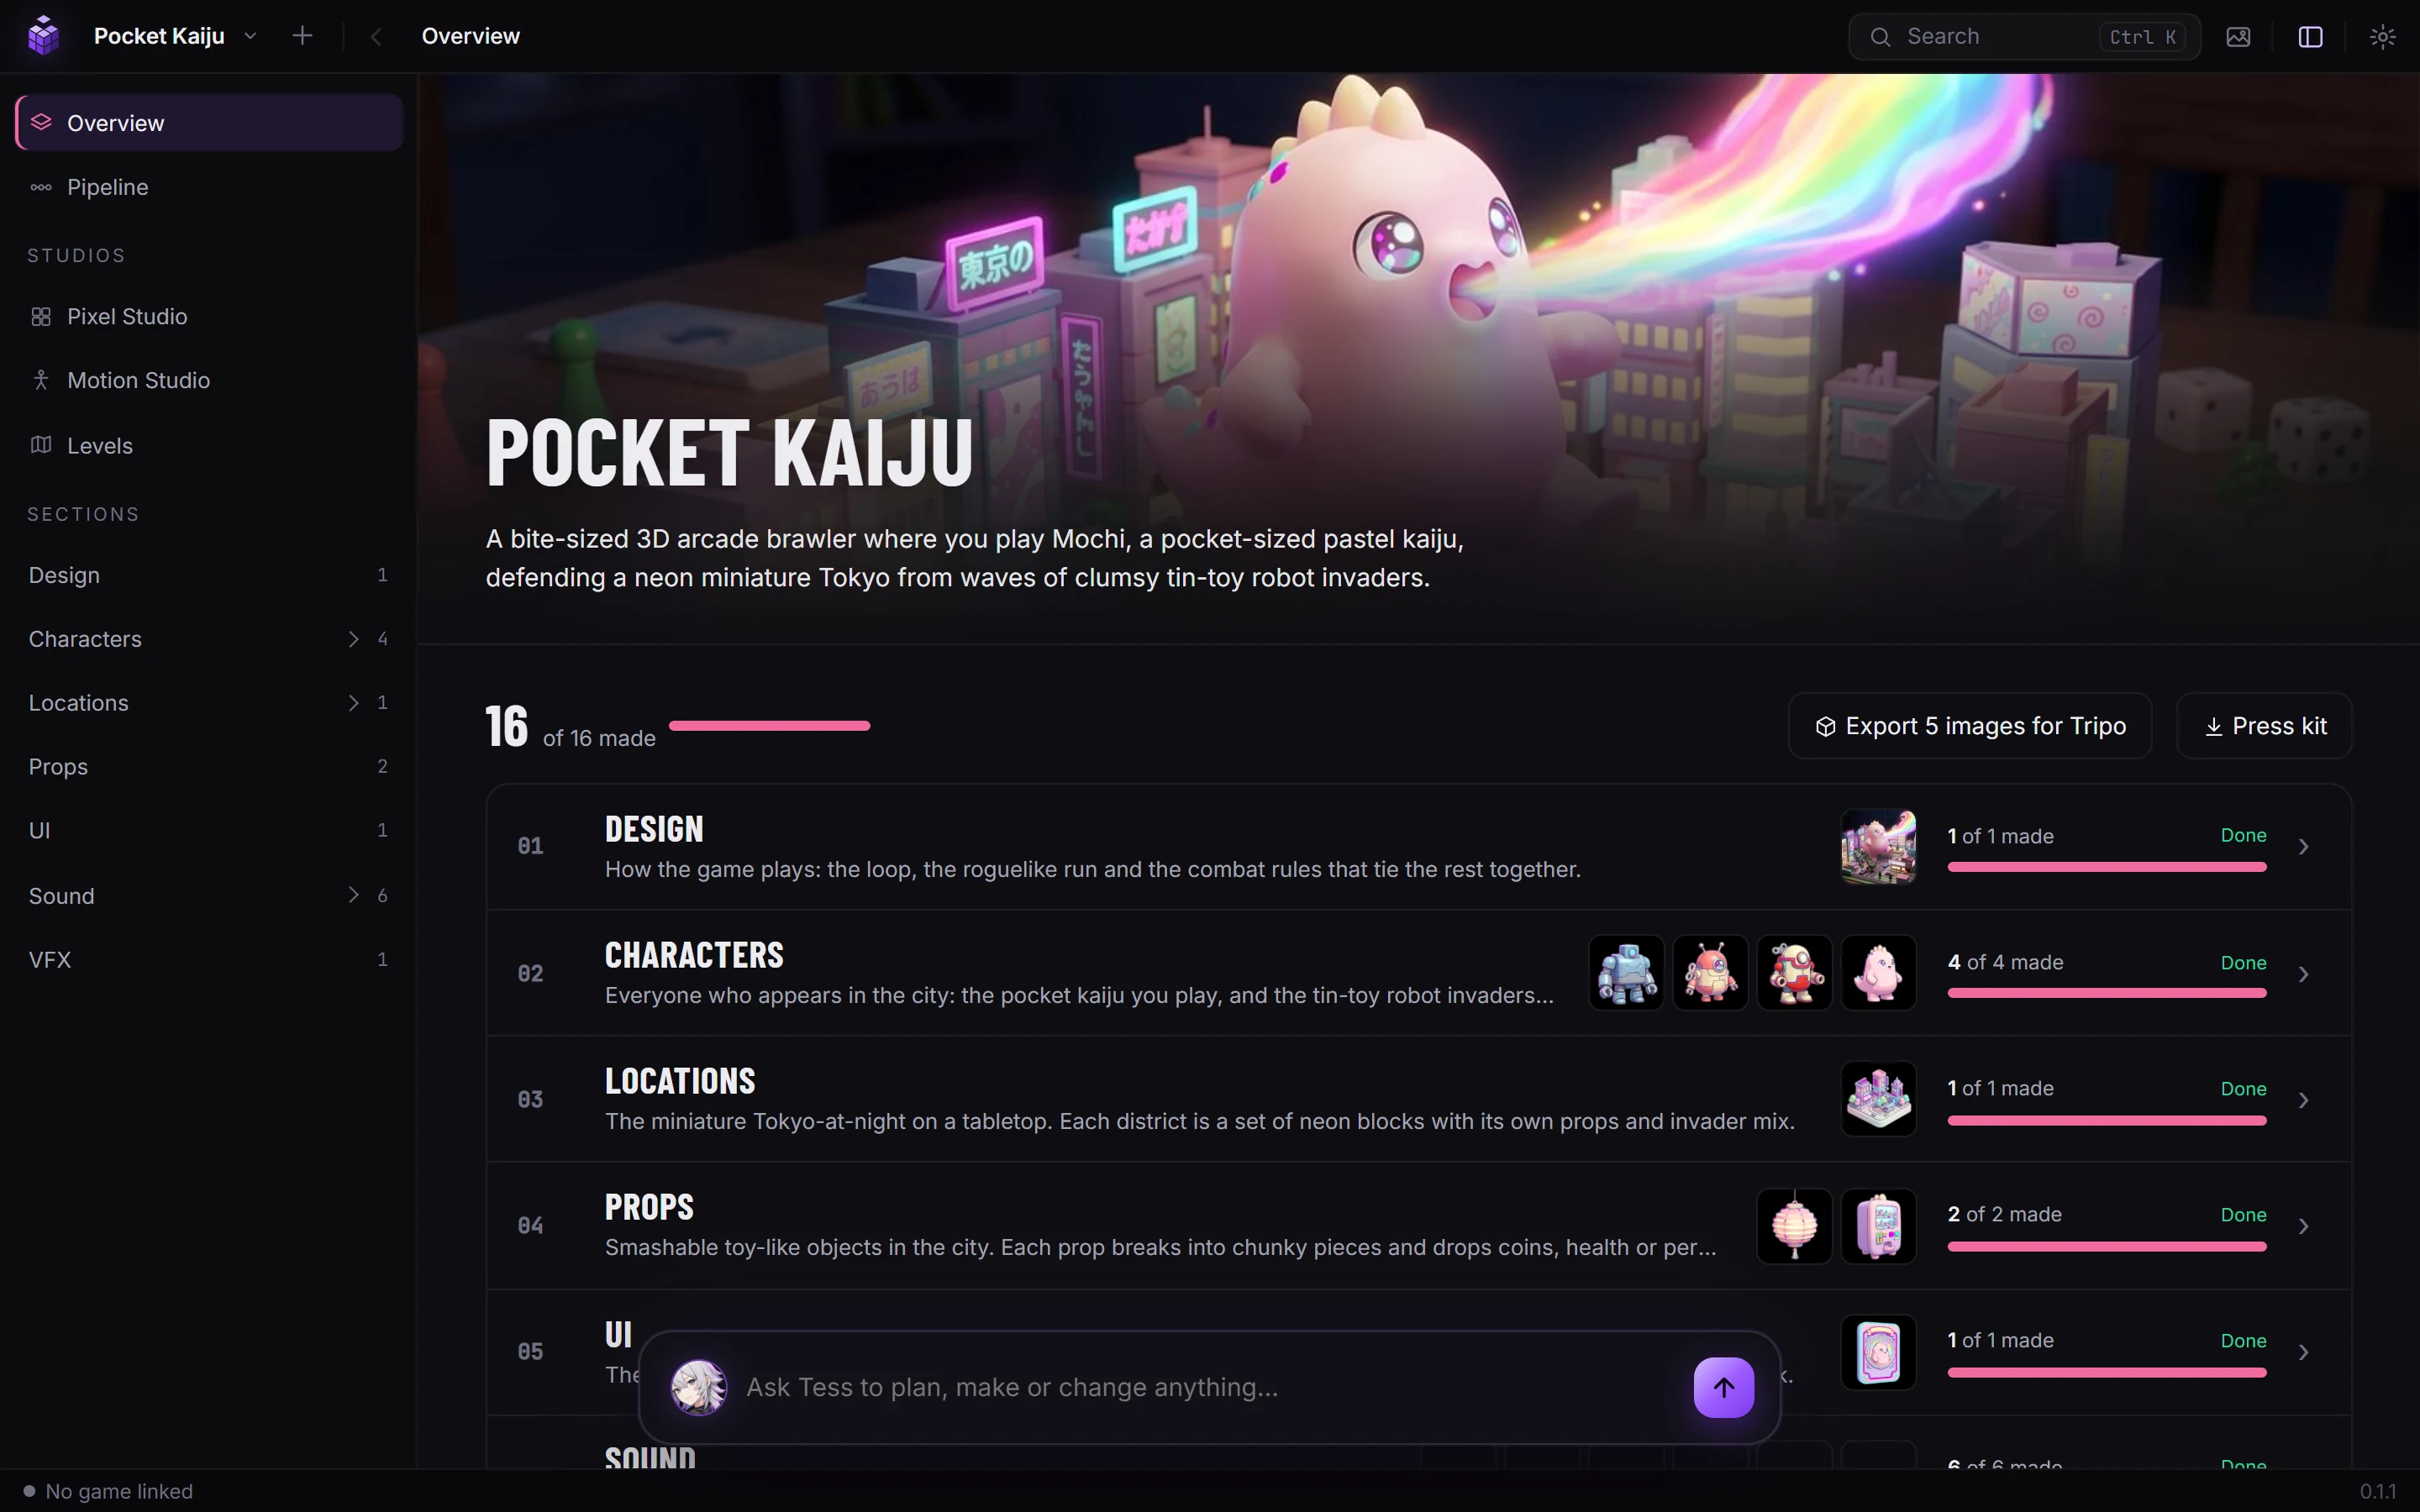 Pocket Kaiju
Overview
Search
Ctrl K
Overview
Pipeline
STUDIOS
Pixel Studio
Motion Studio
Levels
SECTIONS
Design 1
Characters 4
Locations 1
Props 2
UI 1
Sound 6
VFX 1
東京の
あうは
POCKET KAIJU
A bite-sized 3D arcade brawler where you play Mochi, a pocket-sized pastel kaiju,
defending a neon miniature Tokyo from waves of clumsy tin-toy robot invaders.
16 of 16 made
Export 5 images for Tripo
Press kit
01
DESIGN
How the game plays: the loop, the roguelike run and the combat rules that tie the rest together.
1 of 1 made
Done
02
CHARACTERS
Everyone who appears in the city: the pocket kaiju you play, and the tin-toy robot invaders...
4 of 4 made
Done
03
LOCATIONS
The miniature Tokyo-at-night on a tabletop. Each district is a set of neon blocks with its own props and invader mix.
1 of 1 made
Done
04
PROPS
Smashable toy-like objects in the city. Each prop breaks into chunky pieces and drops coins, health or per...
2 of 2 made
Done
05
UI
The
k.
1 of 1 made
Done
Ask Tess to plan, make or change anything...
SOUND
6 of 6 made
Done
No game linked
0.1.1